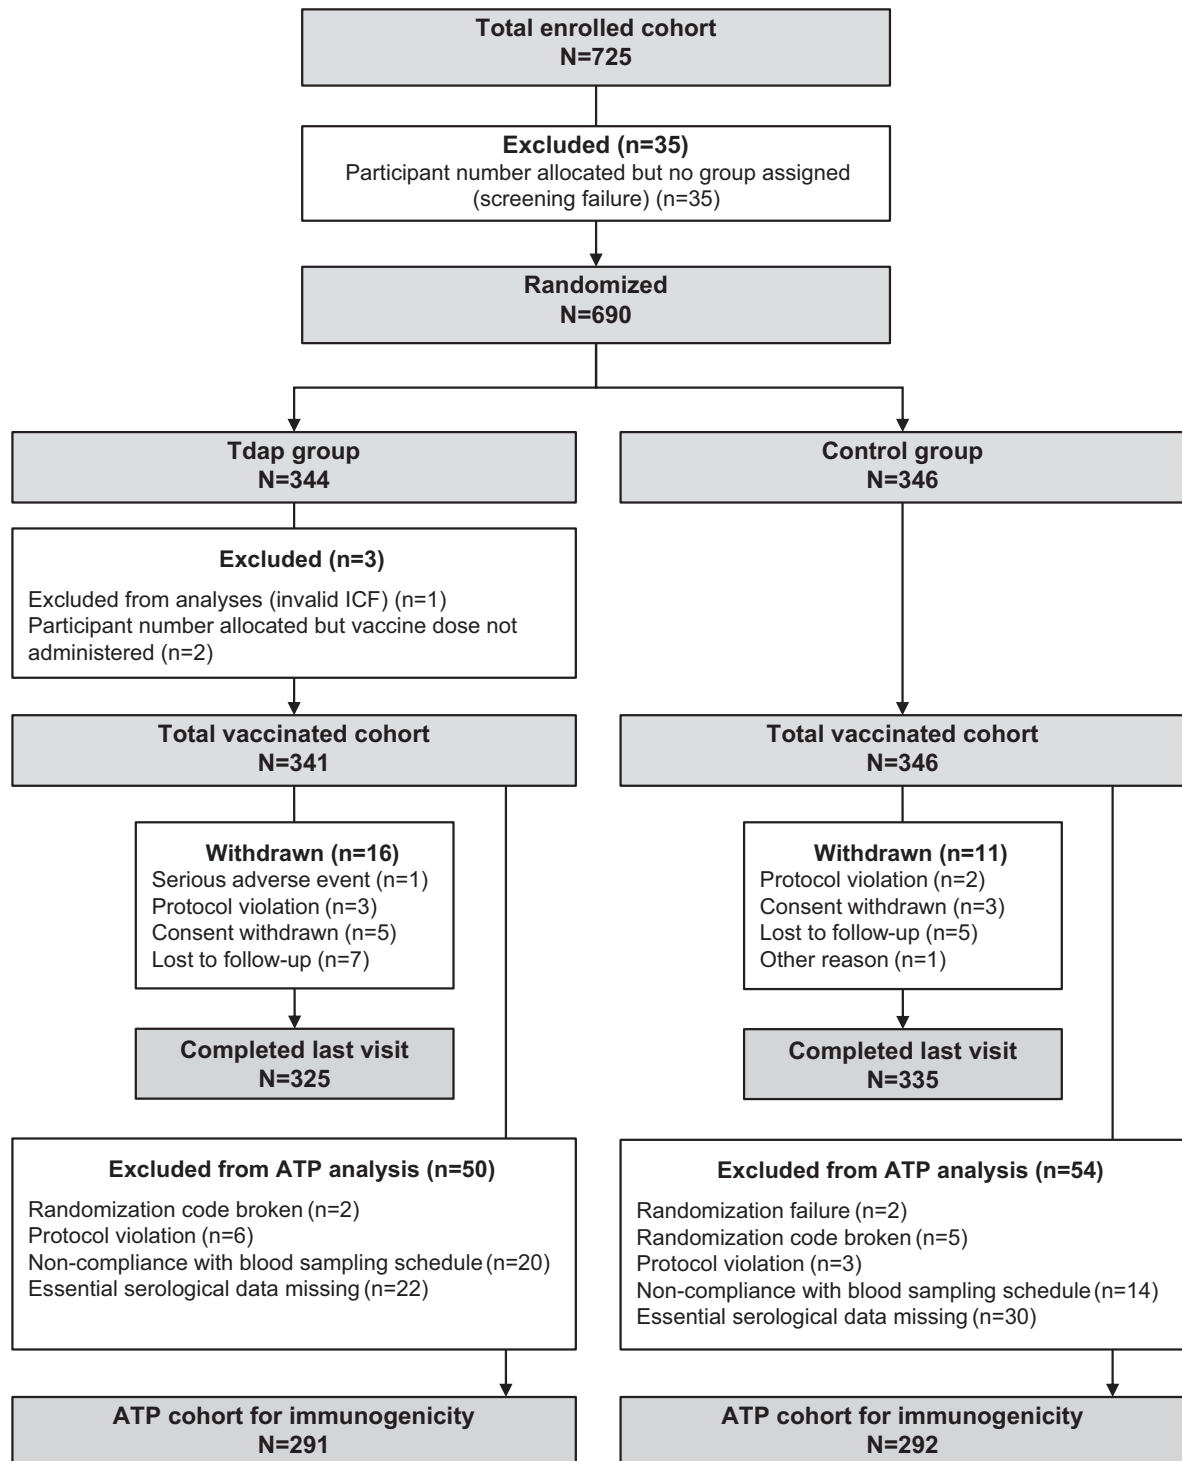 Total enrolled cohort
N=725
Excluded (n=35)
Participant number allocated but no group assigned
(screening failure) (n=35)
Randomized
N=690
Tdap group
N=344
Control group
N=346
Excluded (n=3)
Excluded from analyses (invalid ICF) (n=1)
Participant number allocated but vaccine dose not
administered (n=2)
Total vaccinated cohort
N=341
Total vaccinated cohort
N=346
Withdrawn (n=16)
Serious adverse event (n=1)
Protocol violation (n=3)
Consent withdrawn (n=5)
Lost to follow-up (n=7)
Withdrawn (n=11)
Protocol violation (n=2)
Consent withdrawn (n=3)
Lost to follow-up (n=5)
Other reason (n=1)
Completed last visit
N=325
Completed last visit
N=335
Excluded from ATP analysis (n=50)
Randomization code broken (n=2)
Protocol violation (n=6)
Non-compliance with blood sampling schedule (n=20)
Essential serological data missing (n=22)
Excluded from ATP analysis (n=54)
Randomization failure (n=2)
Randomization code broken (n=5)
Protocol violation (n=3)
Non-compliance with blood sampling schedule (n=14)
Essential serological data missing (n=30)
ATP cohort for immunogenicity
N=291
ATP cohort for immunogenicity
N=292